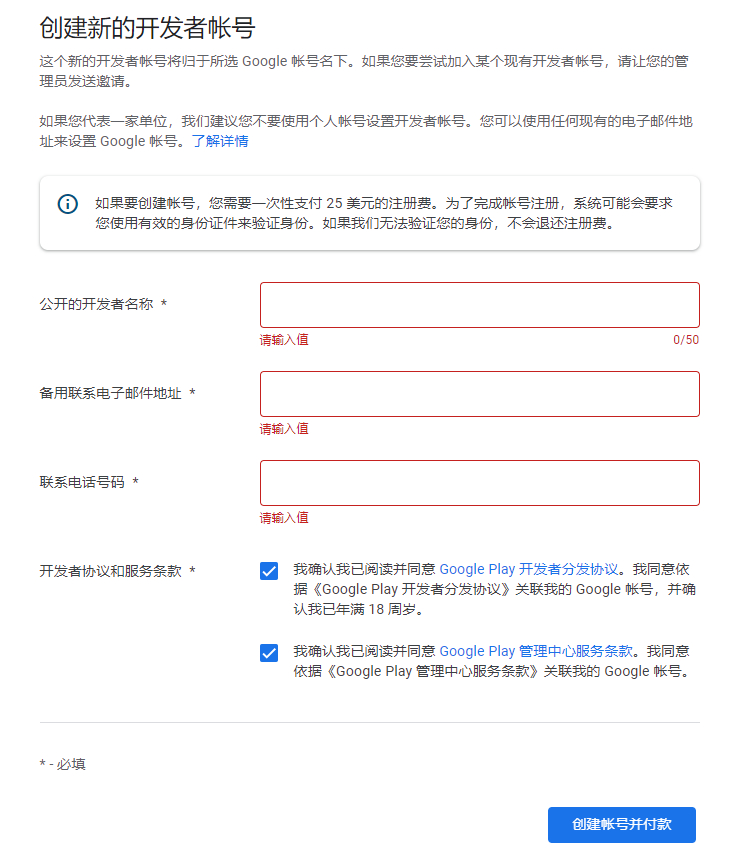 创建新的开发者帐号
这个新的开发者帐号将归于所选 Google 帐号名下。如果您要尝试加入某个现有开发者帐号，请让您的管
理员发送邀请。
如果您代表一家单位，我们建议您不要使用个人帐号设置开发者帐号。您可以使用任何现有的电子邮件地
址来设置 Google 帐号。了解详情
如果要创建帐号，您需要一次性支付 25 美元的注册费。为了完成帐号注册，系统可能会要求
您使用有效的身份证件来验证身份。如果我们无法验证您的身份，不会退还注册费。
公开的开发者名称 *
请输入值 0/50
备用联系电子邮件地址 *
请输入值
联系电话号码 *
请输入值
开发者协议和服务条款 * 我确认我已阅读并同意 Google Play 开发者分发协议。我同意依
据《Google Play 开发者分发协议》关联我的 Google 帐号，并确
认我已年满 18 周岁。
我确认我已阅读并同意 Google Play 管理中心服务条款。我同意
依据《Google Play 管理中心服务条款》关联我的 Google 帐号。
* - 必填
创建帐号并付款